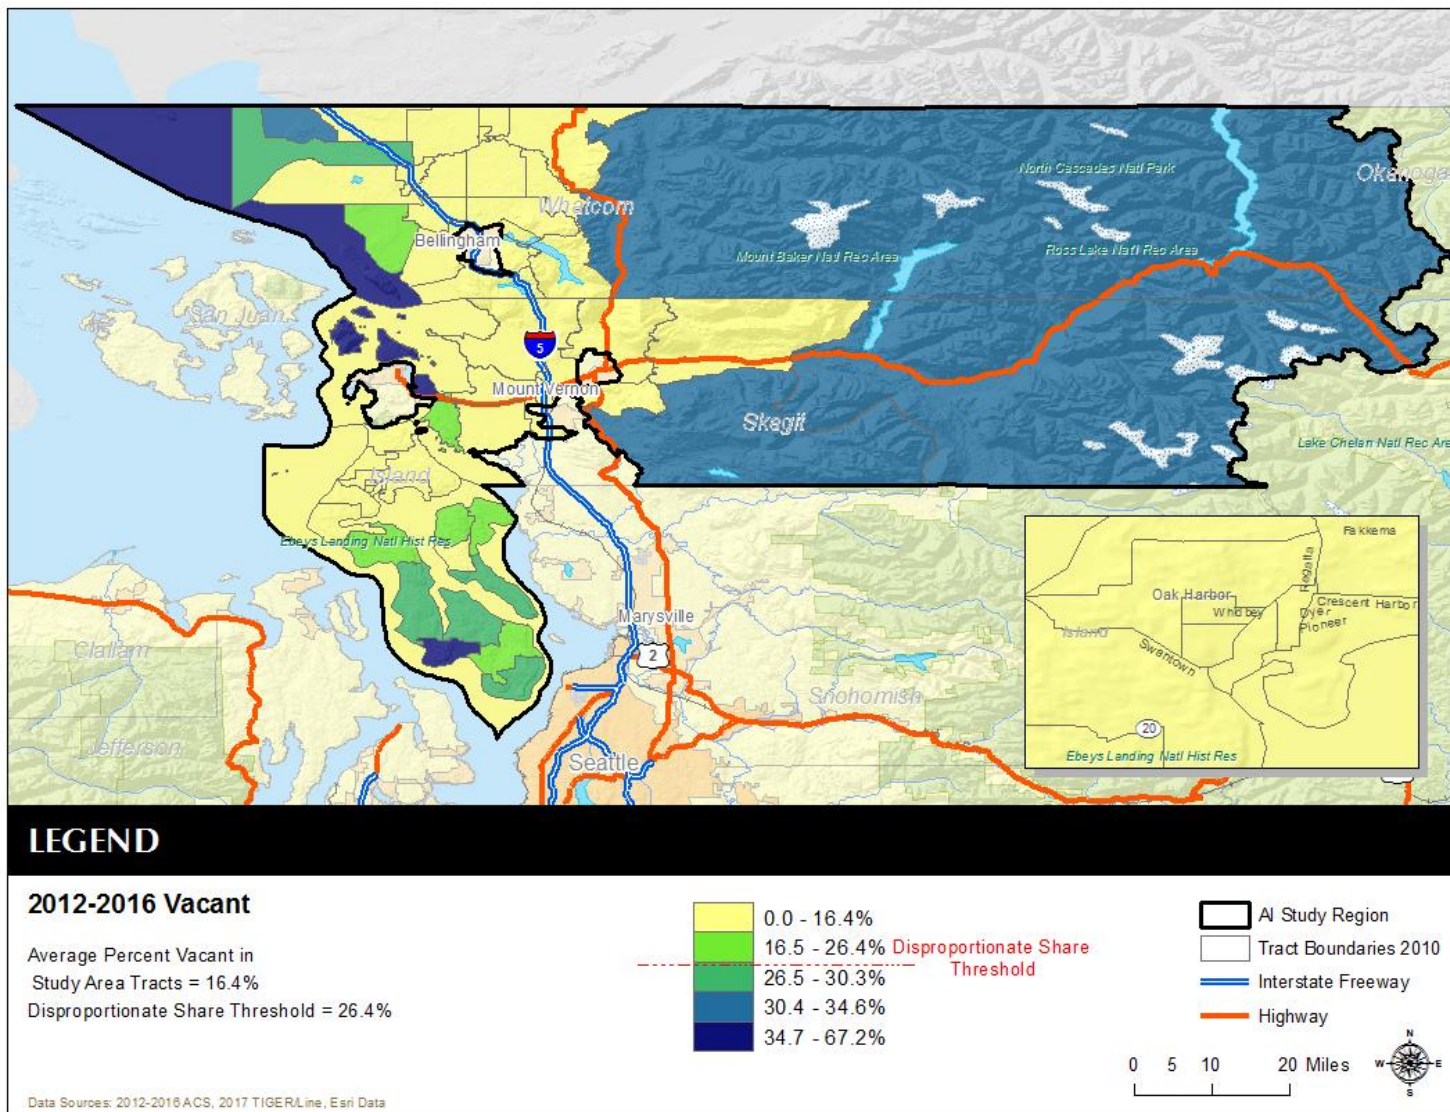 Okanoga
North Cascades Natl Park
Whatcom
Bellingham
Mount Baker Natl Rec Area
Ross Lake Natl Rec Area
San Juan
5
Mount Vernon
Skagit
Lake Chelan Natl Rec Area
Island
Ebeys Landing Natl Hist Res
Fakkema
Regatta
Oak Harbor
Whidbey
Crescent Harbor
Dyer
Pioneer
Island
Swantown
20
Ebeys Landing Natl Hist Res
Marysville
2
Clallam
Snohomish
Jefferson
Seattle
LEGEND
2012-2016 Vacant
Average Percent Vacant in
Study Area Tracts = 16.4%
Disproportionate Share Threshold = 26.4%
0.0 - 16.4%
16.5 - 26.4%
26.5 - 30.3%
30.4 - 34.6%
34.7 - 67.2%
Disproportionate Share
Threshold
AI Study Region
Tract Boundaries 2010
Interstate Freeway
Highway
0 5 10 20 Miles
N
W E
S
Data Sources: 2012-2016 ACS, 2017 TIGER/Line, Esri Data